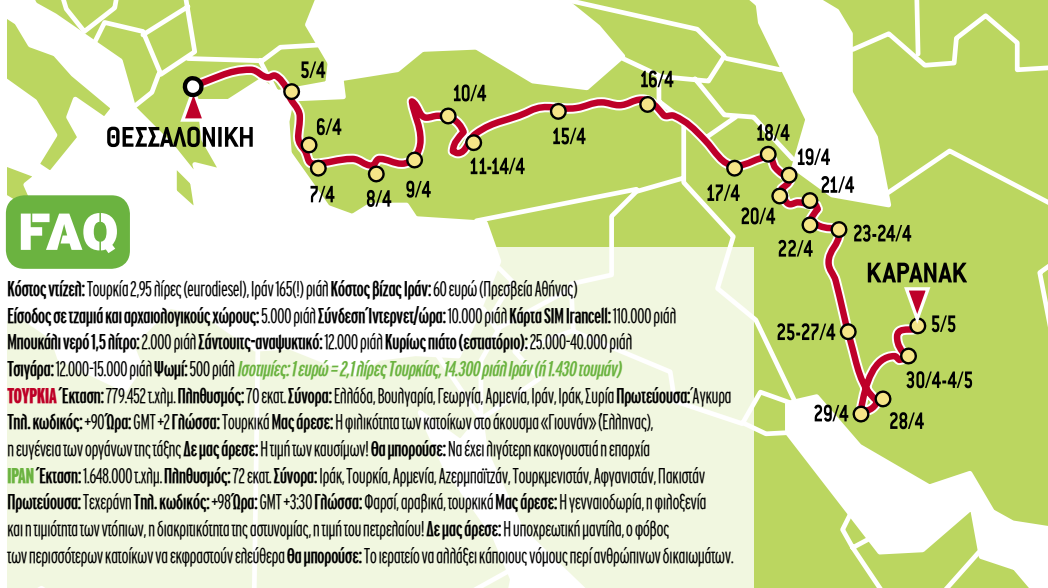 5/4
16/4
10/4
ΘΕΣΣΑΛΟΝΙΚΗ
6/4
15/4
18/4
11-14/4
19/4
9/4
7/4
8/4
17/4
21/4
20/4
22/4
23-24/4
FAQ
ΚΑΡΑΝΑΚ
5/5
25-27/4
30/4-4/5
29/4
28/4
Κόστος ντίζελ: Τουρκία 2,95 λίρες (eurodiesel), Ιράν 165(!) ριάλ Κόστος βίζας Ιράν: 60 ευρώ (Πρεσβεία Αθήνας)
Είσοδος σε τζαμιά και αρχαιολογικούς χώρους: 5.000 ριάλ Σύνδεση Ίντερνετ/ώρα: 10.000 ριάλ Κάρτα SIM Irancell: 110.000 ριάλ
Μπουκάλι νερό 1,5 λίτρο: 2.000 ριάλ Σάντουιτς-αναψυκτικό: 12.000 ριάλ Κυρίως πιάτο (εστιατόριο): 25.000-40.000 ριάλ
Τσιγάρα: 12.000-15.000 ριάλ Ψωμί: 500 ριάλ Ισοτιμίες: 1 ευρώ = 2,1 λίρες Τουρκίας, 14.300 ριάλ Ιράν (ή 1.430 τουμάν)
ΤΟΥΡΚΙΑ Έκταση: 779.452 τ.χλμ. Πληθυσμός: 70 εκατ. Σύνορα: Ελλάδα, Βουλγαρία, Γεωργία, Αρμενία, Ιράν, Ιράκ, Συρία Πρωτεύουσα: Άγκυρα
Τηλ. κωδικός: +90 Ώρα: GMT +2 Γλώσσα: Τουρκικά Μας άρεσε: Η φιλικότητα των κατοίκων στο άκουσμα «Γιουνάν» (Έλληνας),
η ευγένεια των οργάνων της τάξης Δε μας άρεσε: Η τιμή των καυσίμων! Θα μπορούσε: Να έχει λιγότερη κακογουστιά η επαρχία
ΙΡΑΝ Έκταση: 1.648.000 τ.χλμ. Πληθυσμός: 72 εκατ. Σύνορα: Ιράκ, Τουρκία, Αρμενία, Αζερμπαϊτζάν, Τουρκμενιστάν, Αφγανιστάν, Πακιστάν
Πρωτεύουσα: Τεχεράνη Τηλ. κωδικός: +98 Ώρα: GMT +3:30 Γλώσσα: Φαρσί, αραβικά, τουρκικά Μας άρεσε: Η γενναιοδωρία, η φιλοξενία
και η τιμιότητα των ντόπιων, η διακριτικότητα της αστυνομίας, η τιμή του πετρελαίου! Δε μας άρεσε: Η υποχρεωτική μαντίλα, ο φόβος
των περισσότερων κατοίκων να εκφραστούν ελεύθερα Θα μπορούσε: Το ιερατείο να αλλάξει κάποιους νόμους περί ανθρώπινων δικαιωμάτων.